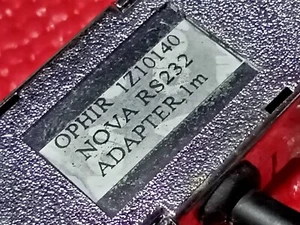 OPHIR 1Z10140
NOVA RS232
ADAPTER, 1m